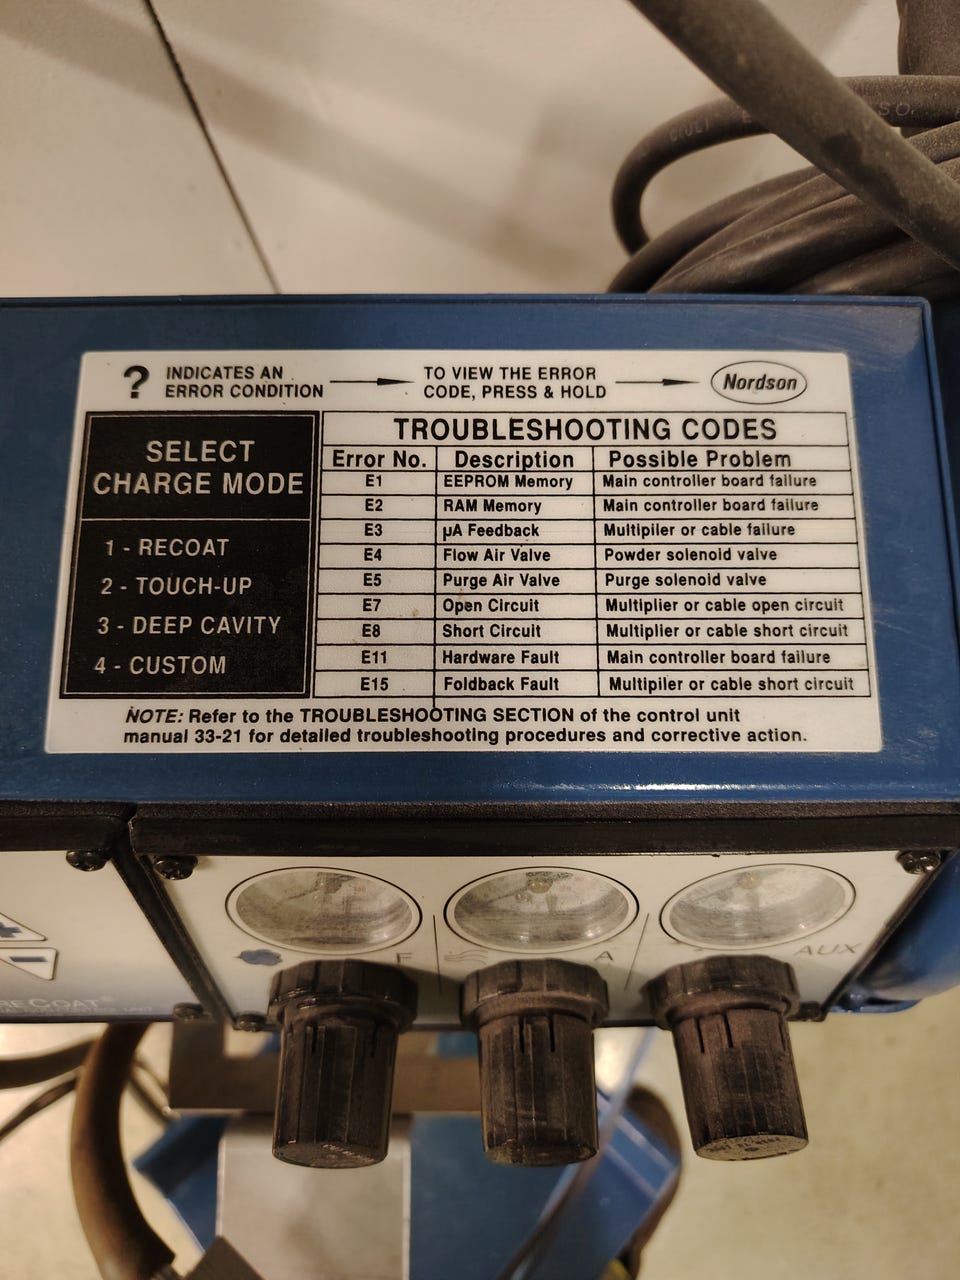 ?
INDICATES AN
ERROR CONDITION
TO VIEW THE ERROR
CODE, PRESS & HOLD
Nordson
SELECT
CHARGE MODE
1 - RECOAT
2 - TOUCH-UP
3 - DEEP CAVITY
4 - CUSTOM
TROUBLESHOOTING CODES
Error No. Description Possible Problem
E1 EEPROM Memory Main controller board failure
E2 RAM Memory Main controller board failure
E3 µA Feedback Multipiler or cable failure
E4 Flow Air Valve Powder solenoid valve
E5 Purge Air Valve Purge solenoid valve
E7 Open Circuit Multiplier or cable open circuit
E8 Short Circuit Multiplier or cable short circuit
E11 Hardware Fault Main controller board failure
E15 Foldback Fault Multipiler or cable short circuit
NOTE: Refer to the TROUBLESHOOTING SECTION of the control unit
manual 33-21 for detailed troubleshooting procedures and corrective action.
F
A
AUX